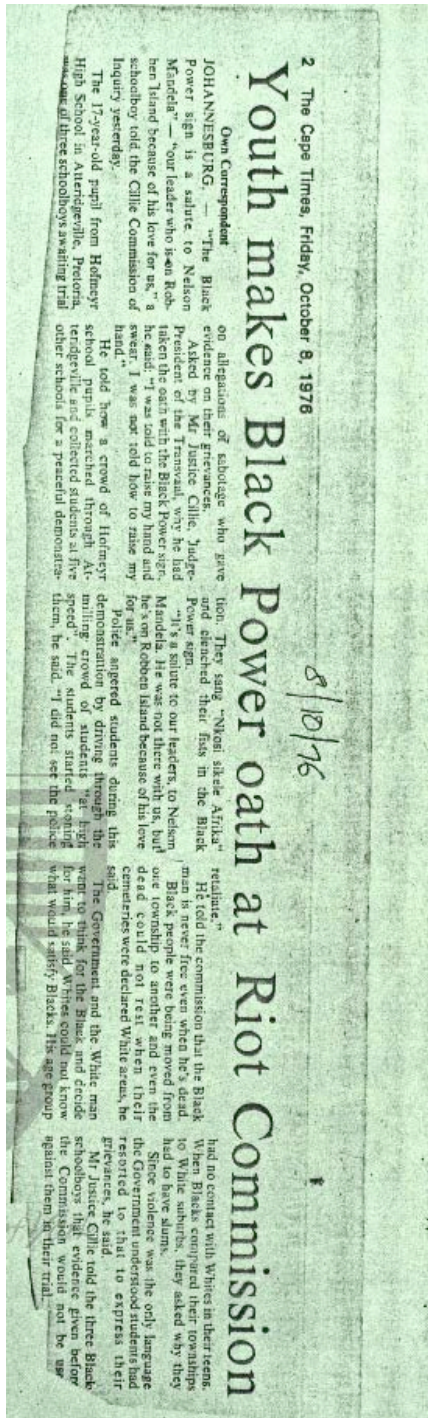 2 The Cape Times, Friday, October 8, 1976
8/10/76
Youth makes Black Power oath at Riot Commission
Own Correspondent
JOHANNESBURG. — "The Black
Power sign is a salute to Nelson
Mandela" — "our leader who is on Rob-
ben Island because of his love for us," a
schoolboy told the Cillie Commission of
Inquiry yesterday.
The 17-year-old pupil from Hofmeyr
High School in Atteridgeville, Pretoria,
was one of three schoolboys awaiting trial
on allegations of sabotage who gave
evidence on their grievances.
Asked by Mr Justice Cillie, Judge-
President of the Transvaal, why he had
taken the oath with the Black Power sign,
he said: "I was told to raise my hand and
swear. I was not told how to raise my
hand."
He told how a crowd of Hofmeyr
school pupils marched through At-
teridgeville and collected students at five
other schools for a peaceful demonstra-
tion. They sang "Nkosi sikele Afrika"
and clenched their fists in the Black
Power sign.
"It's a salute to our leaders, to Nelson
Mandela. He was not there with us, but
he's on Robben Island because of his love
for us."
Police angered students during this
demonstration by driving through the
milling crowd of students "at high
speed". The students started stoning
them, he said. "I did not see the police
retaliate."
He told the commission that the Black
man is never free even when he's dead.
Black people were being moved from
one township to another and even the
dead could not rest when their
cemeteries were declared White areas, he
said.
The Government and the White man
want to think for the Black and decide
for him, he said. Whites could not know
what would satisfy Blacks. His age group
had no contact with Whites in their teens.
When Blacks compared their townships
to White suburbs, they asked why they
had to have slums.
Since violence was the only language
the Government understood students had
resorted to that to express their
grievances, he said.
Mr Justice Cillie told the three Black
schoolboys that evidence given before
the Commission would not be use
against them in their trial.